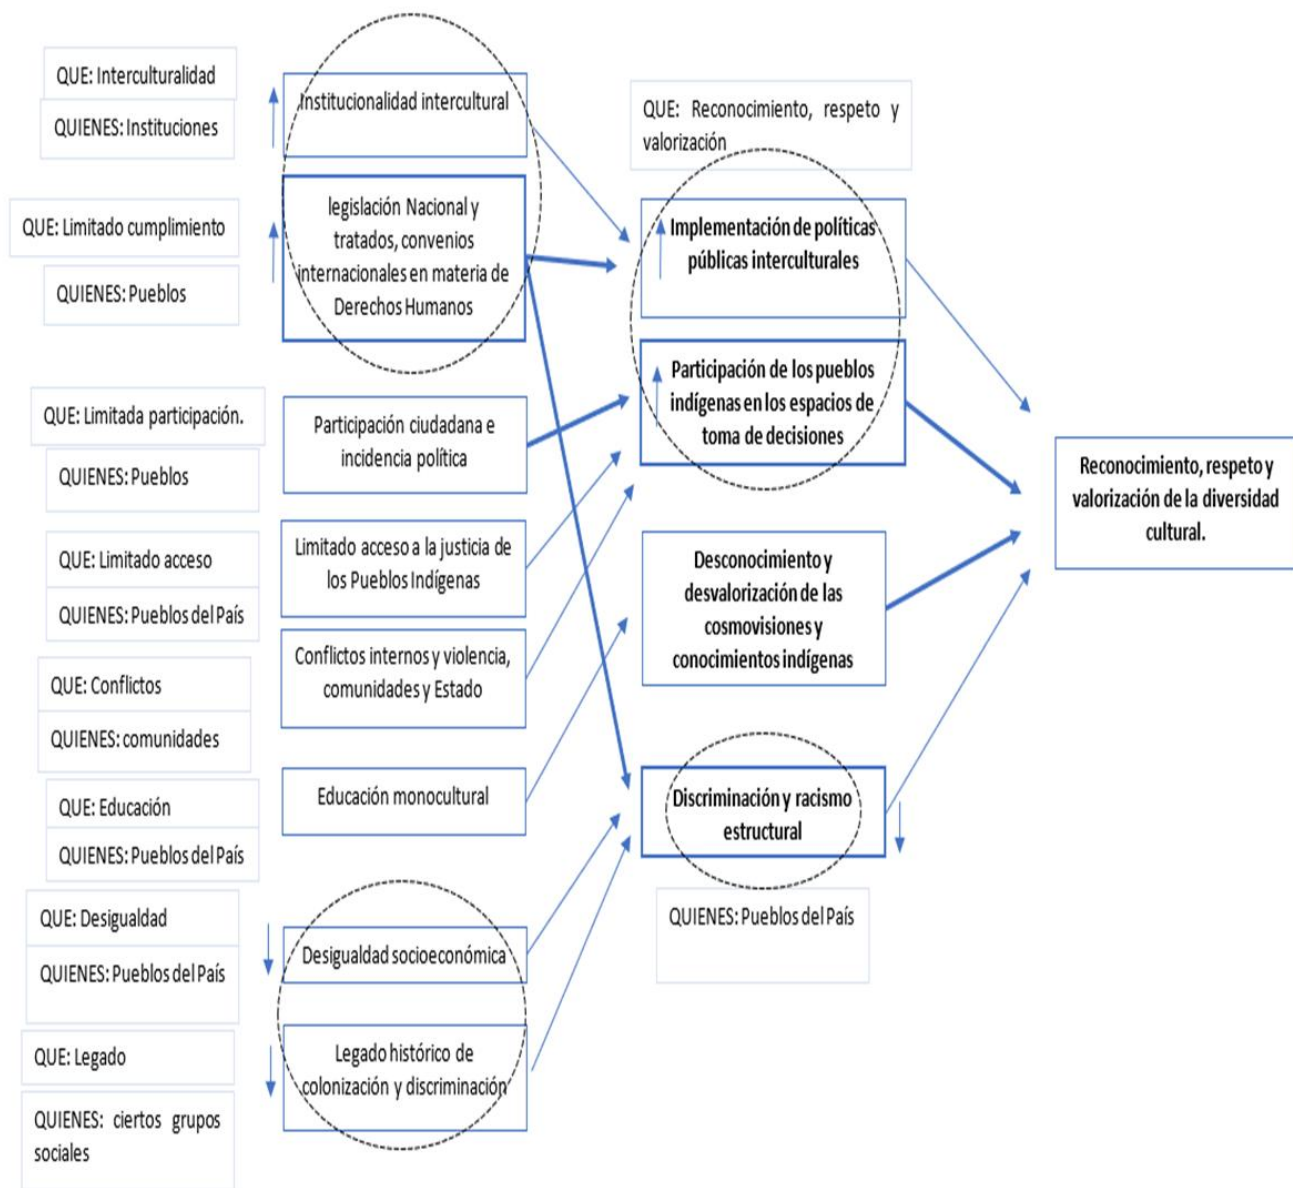 QUE: Interculturalidad
QUIENES: Instituciones
QUE: Limitado cumplimiento
QUIENES: Pueblos
QUE: Limitada participación.
QUIENES: Pueblos
QUE: Limitado acceso
QUIENES: Pueblos del País
QUE: Conflictos
QUIENES: comunidades
QUE: Educación
QUIENES: Pueblos del País
QUE: Desigualdad
QUIENES: Pueblos del País
QUE: Legado
QUIENES: ciertos grupos
sociales
Institucionalidad intercultural
legislación Nacional y
tratados, convenios
internacionales en materia de
Derechos Humanos
Participación ciudadana e
incidencia política
Limitado acceso a la justicia de
los Pueblos Indígenas
Conflictos internos y violencia,
comunidades y Estado
Educación monocultural
Desigualdad socioeconómica
Legado histórico de
colonización y discriminación
QUE: Reconocimiento, respeto y
valorización
Implementación de políticas
públicas interculturales
Participación de los pueblos
indígenas en los espacios de
toma de decisiones
Desconocimiento y
desvalorización de las
cosmovisiones y
conocimientos indígenas
Discriminación y racismo
estructural
QUIENES: Pueblos del País
Reconocimiento, respeto y
valorización de la diversidad
cultural.